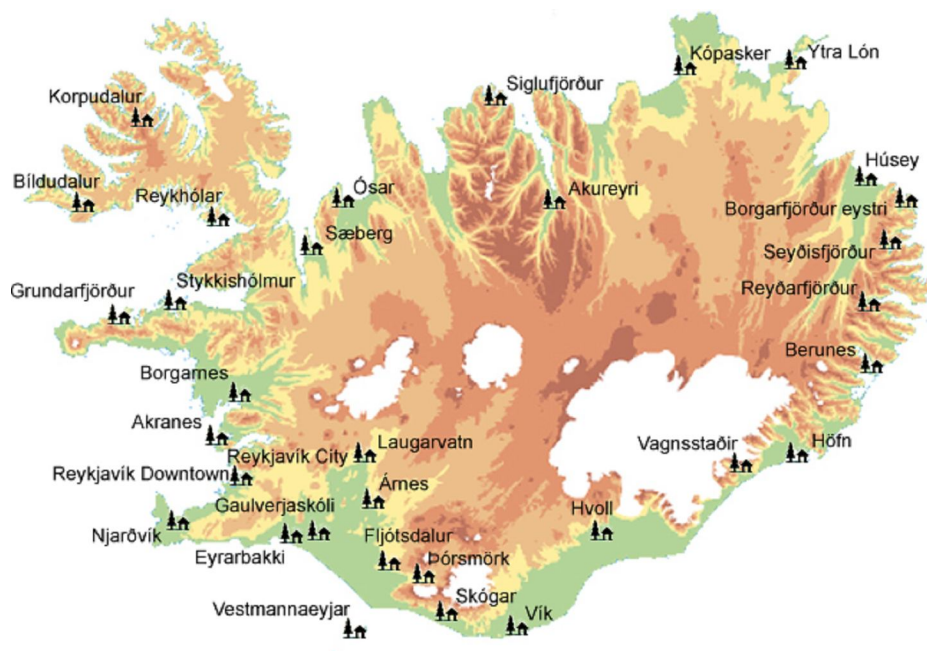 Kópasker
Ytra Lón
Siglufjörður
Korpudalur
Húsey
Bíldudalur
Reykhólar
Ósar
Akureyri
Borgarfjörður eystri
Sæberg
Seyðisfjörður
Stykkishólmur
Grundarfjörður
Reyðarfjörður
Berunes
Borgarnes
Akranes
Laugarvatn
Vagnsstaðir
Höfn
Reykjavík City
Reykjavík Downtown
Árnes
Gaulverjaskóli
Hvoll
Njarðvík
Eyrarbakki
Fljótsdalur
Þórsmörk
Skógar
Vestmannaeyjar
Vík